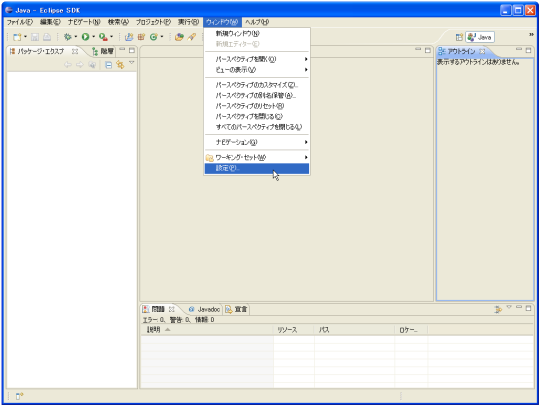 Java - Eclipse SDK
ファイル(F) 編集(E) ナビゲート(N) 検索(A) プロジェクト(P) 実行(R) ウィンドウ(W) ヘルプ(H)
Java
パッケージ・エクスプ
階層
新規ウィンドウ(N)
新規エディター(E)
パースペクティブを開く(O)
ビューの表示(V)
パースペクティブのカスタマイズ(Z)...
パースペクティブの別名保管(A)...
パースペクティブのリセット(R)
パースペクティブを閉じる(C)
すべてのパースペクティブを閉じる(L)
ナビゲーション(G)
ワーキング・セット(W)
設定(P)...
アウトライン
表示するアウトラインはありません。
問題 Javadoc 宣言
エラー: 0、警告: 0、情報: 0
説明 リソース パス ロケー...